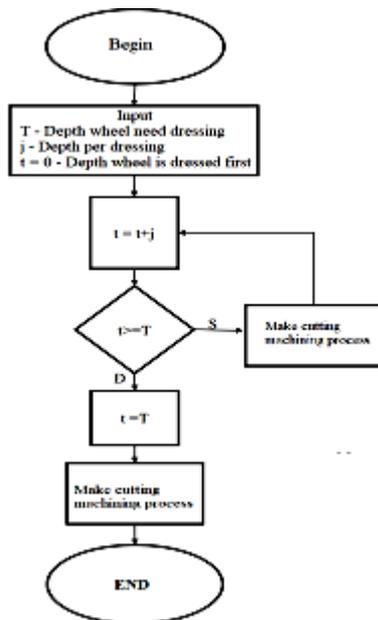 Begin
Input
T - Depth wheel need dressing
j - Depth per dressing
t = 0 - Depth wheel is dressed first
t = t+j
t>=T
S
Make cutting
machining process
D
t =T
Make cutting
machining process
END